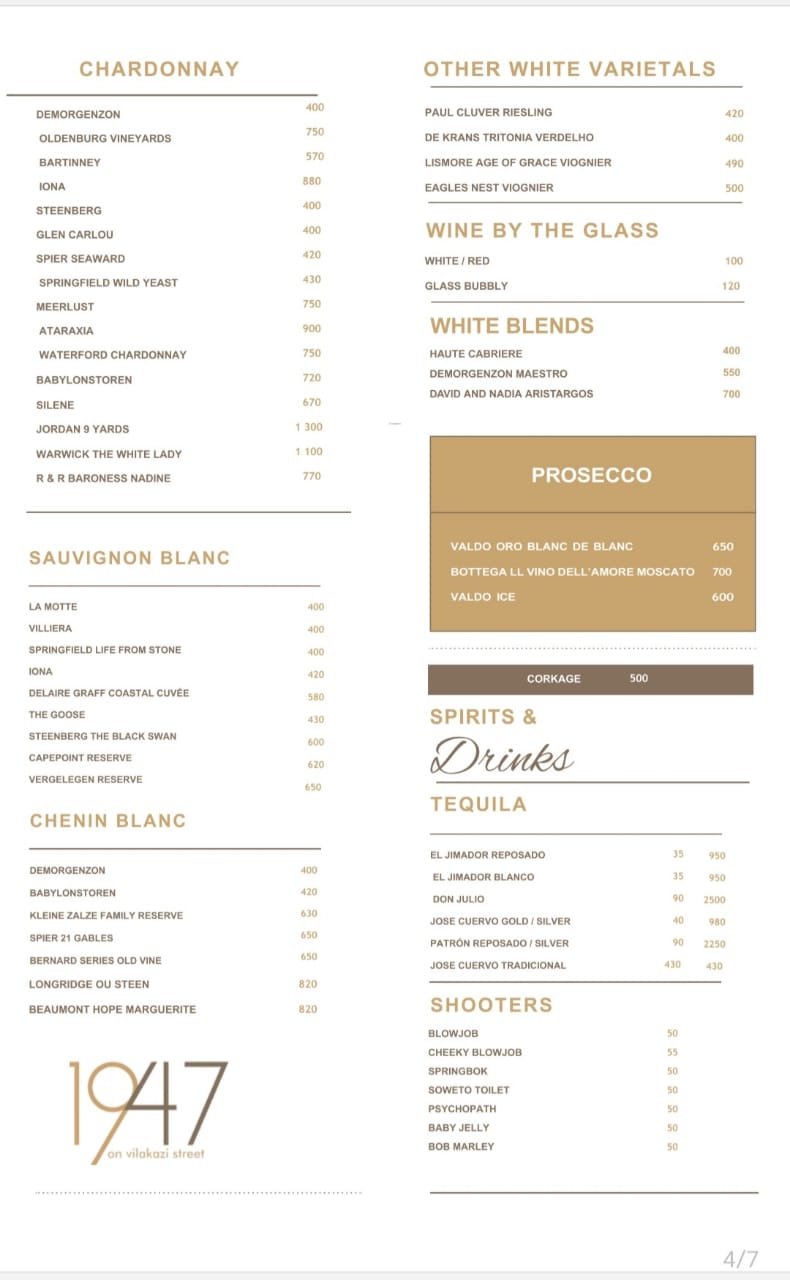 CHARDONNAY
DEMORGENZON 400
OLDENBURG VINEYARDS 750
BARTINNEY 570
IONA 880
STEENBERG 400
GLEN CARLOU 400
SPIER SEAWARD 420
SPRINGFIELD WILD YEAST 430
MEERLUST 750
ATARAXIA 900
WATERFORD CHARDONNAY 750
BABYLONSTOREN 720
SILENE 670
JORDAN 9 YARDS 1 300
WARWICK THE WHITE LADY 1 100
R & R BARONESS NADINE 770
SAUVIGNON BLANC
LA MOTTE 400
VILLIERA 400
SPRINGFIELD LIFE FROM STONE 400
IONA 420
DELAIRE GRAFF COASTAL CUVÉE 580
THE GOOSE 430
STEENBERG THE BLACK SWAN 600
CAPEPOINT RESERVE 620
VERGELEGEN RESERVE 650
CHENIN BLANC
DEMORGENZON 400
BABYLONSTOREN 420
KLEINE ZALZE FAMILY RESERVE 630
SPIER 21 GABLES 650
BERNARD SERIES OLD VINE 650
LONGRIDGE OU STEEN 820
BEAUMONT HOPE MARGUERITE 820
1947
on vilakazi street
OTHER WHITE VARIETALS
PAUL CLUVER RIESLING 420
DE KRANS TRITONIA VERDELHO 400
LISMORE AGE OF GRACE VIOGNIER 490
EAGLES NEST VIOGNIER 500
WINE BY THE GLASS
WHITE / RED 100
GLASS BUBBLY 120
WHITE BLENDS
HAUTE CABRIERE 400
DEMORGENZON MAESTRO 550
DAVID AND NADIA ARISTARGOS 700
PROSECCO
VALDO ORO BLANC DE BLANC 650
BOTTEGA LL VINO DELL'AMORE MOSCATO 700
VALDO ICE 600
CORKAGE 500
SPIRITS &
Drinks
TEQUILA
EL JIMADOR REPOSADO 35 950
EL JIMADOR BLANCO 35 950
DON JULIO 90 2500
JOSE CUERVO GOLD / SILVER 40 980
PATRÓN REPOSADO / SILVER 90 2250
JOSE CUERVO TRADICIONAL 430 430
SHOOTERS
BLOWJOB 50
CHEEKY BLOWJOB 55
SPRINGBOK 50
SOWETO TOILET 50
PSYCHOPATH 50
BABY JELLY 50
BOB MARLEY 50
4/7